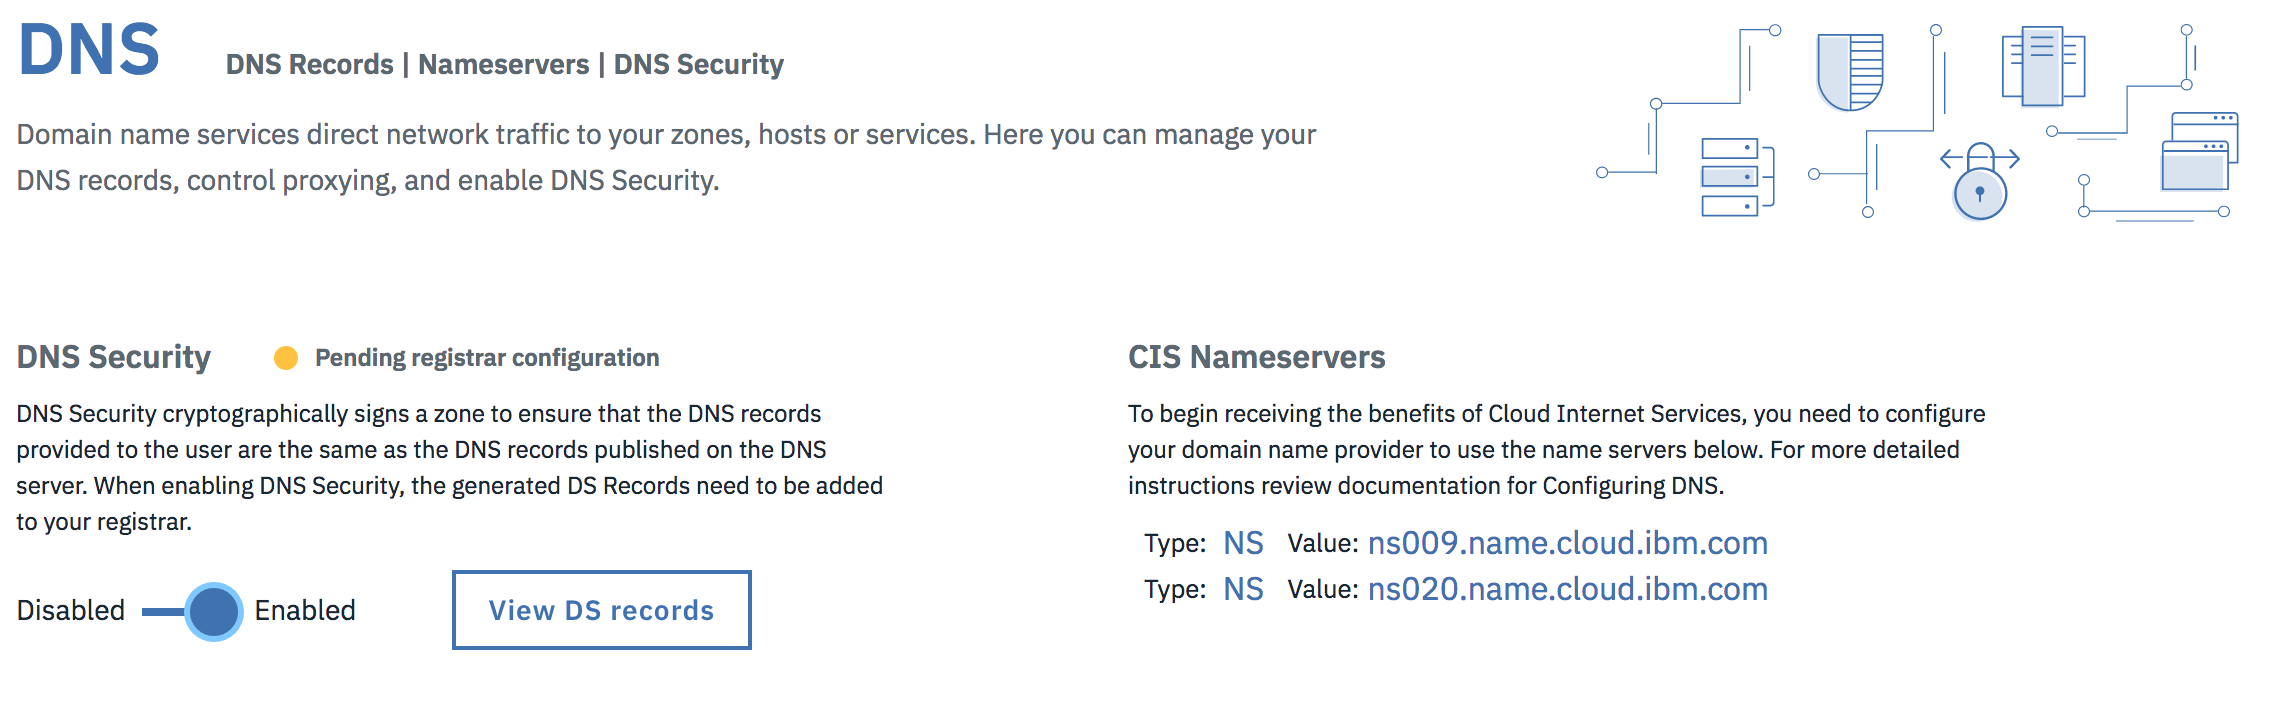 DNS
DNS Records | Nameservers | DNS Security
Domain name services direct network traffic to your zones, hosts or services. Here you can manage your
DNS records, control proxying, and enable DNS Security.
DNS Security
Pending registrar configuration
DNS Security cryptographically signs a zone to ensure that the DNS records
provided to the user are the same as the DNS records published on the DNS
server. When enabling DNS Security, the generated DS Records need to be added
to your registrar.
Disabled Enabled
View DS records
CIS Nameservers
To begin receiving the benefits of Cloud Internet Services, you need to configure
your domain name provider to use the name servers below. For more detailed
instructions review documentation for Configuring DNS.
Type: NS Value: ns009.name.cloud.ibm.com
Type: NS Value: ns020.name.cloud.ibm.com